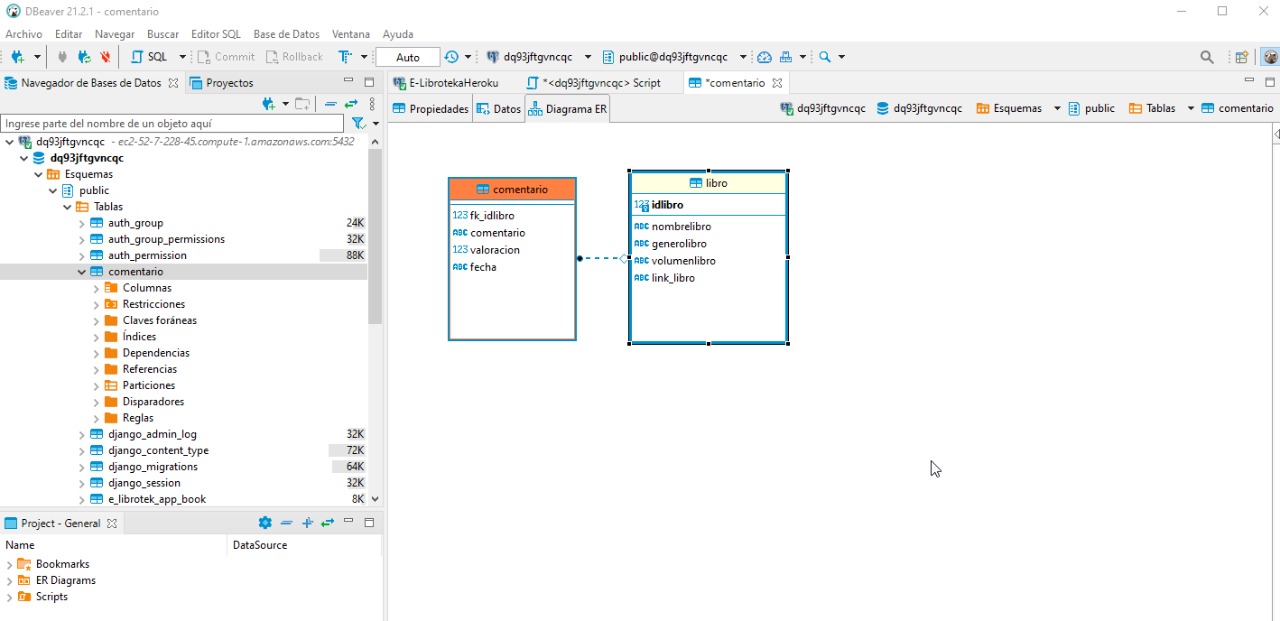 DBeaver 21.2.1 - comentario
Archivo Editar Navegar Buscar Editor SQL Base de Datos Ventana Ayuda
SQL Commit Rollback Auto dq93jftgvncqc public@dq93jftgvncqc
Navegador de Bases de Datos Proyectos
E-LibrotekaHeroku *<dq93jftgvncqc> Script *comentario
Propiedades Datos Diagrama ER dq93jftgvncqc dq93jftgvncqc Esquemas public Tablas comentario
Ingrese parte del nombre de un objeto aquí
dq93jftgvncqc - ec2-52-7-228-45.compute-1.amazonaws.com:5432
dq93jftgvncqc
Esquemas
public
Tablas
auth_group 24K
auth_group_permissions 32K
auth_permission 88K
comentario
Columnas
Restricciones
Claves foráneas
Índices
Dependencias
Referencias
Particiones
Disparadores
Reglas
django_admin_log 32K
django_content_type 72K
django_migrations 64K
django_session 32K
e_librotek_app_book 8K
comentario
123 fk_idlibro
ABC comentario
123 valoracion
ABC fecha
libro
123 idlibro
ABC nombrelibro
ABC generolibro
ABC volumenlibro
ABC link_libro
Project - General
Name DataSource
Bookmarks
ER Diagrams
Scripts